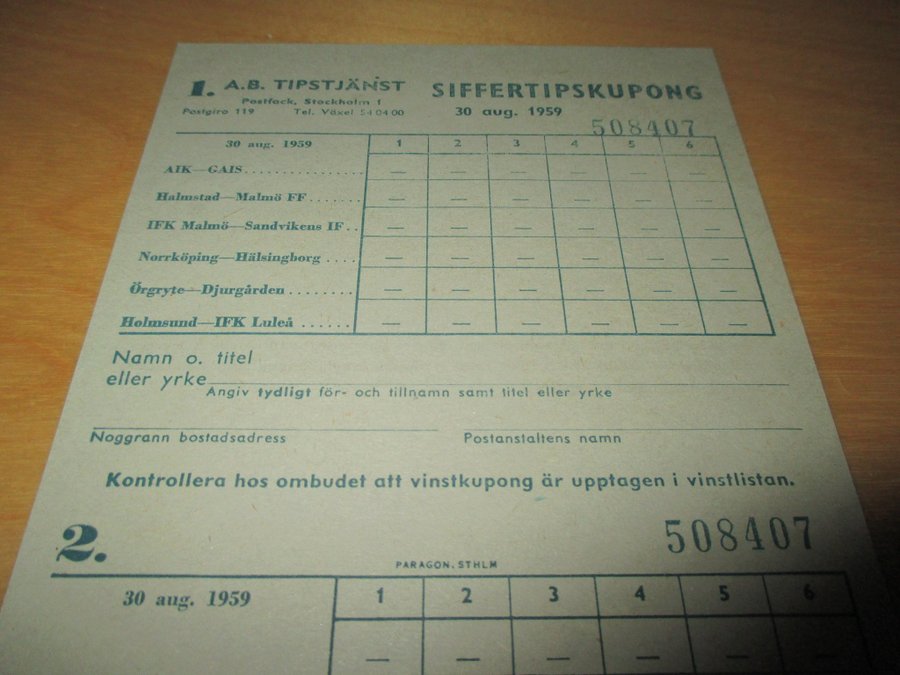 1. A.B. TIPSTJÄNST SIFFERTIPSKUPONG
Postfack, Stockholm 1 30 aug. 1959
Postgiro 119 Tel. Växel 54 04 00 508407
30 aug. 1959 1 2 3 4 5 6
AIK—GAIS.................. — — — — — —
Halmstad—Malmö FF....... — — — — — —
IFK Malmö—Sandvikens IF.. — — — — — —
Norrköping—Hälsingborg .... — — — — — —
Örgryte—Djurgården........ — — — — — —
Holmsund—IFK Luleå ...... — — — — — —
Namn o. titel
eller yrke
Angiv tydligt för- och tillnamn samt titel eller yrke
Noggrann bostadsadress Postanstaltens namn
Kontrollera hos ombudet att vinstkupong är upptagen i vinstlistan.
2. 508407
PARAGON, STHLM
30 aug. 1959 1 2 3 4 5 6
— — — — — —